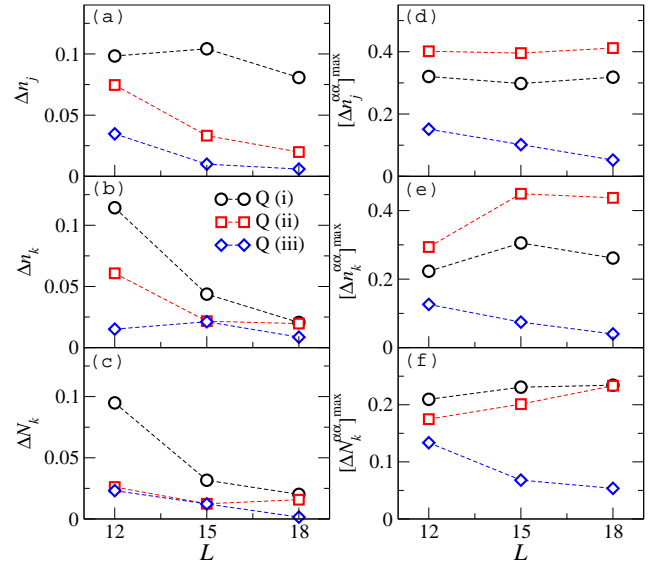 (a)
0.1
0.05
0
Δn_j
(d)
0.4
0.2
0
[Δn_j^{αα}]^{max}
(b)
Q (i)
Q (ii)
Q (iii)
0.1
0.05
0
Δn_k
(e)
0.4
0.2
0
[Δn_k^{αα}]^{max}
(c)
0.1
0.05
0
ΔN_k
12 15 18
L
(f)
0.2
0.1
0
[ΔN_k^{αα}]^{max}
12 15 18
L